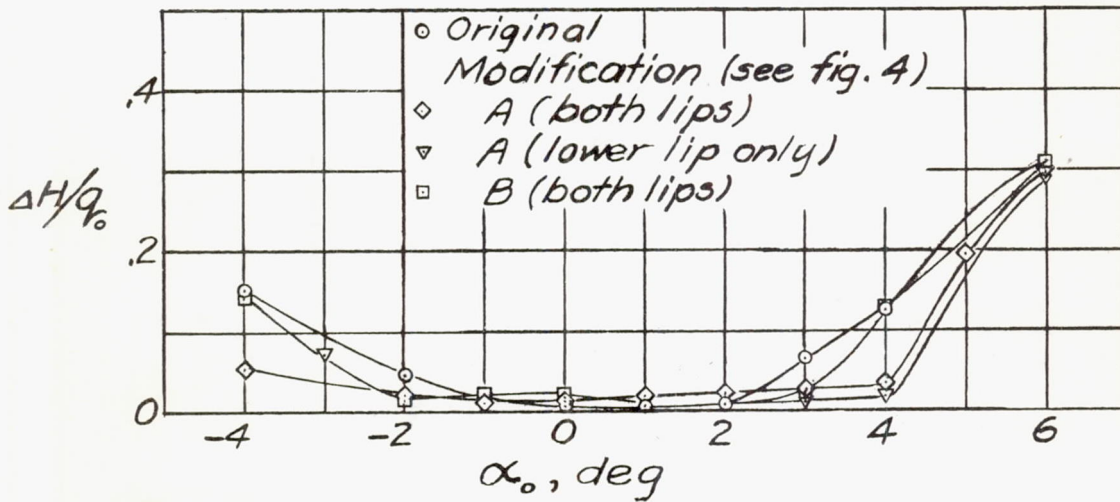 Original
Modification (see fig. 4)
A (both lips)
A (lower lip only)
B (both lips)
.4
ΔH/q₀
.2
0
-4 -2 0 2 4 6
α₀, deg